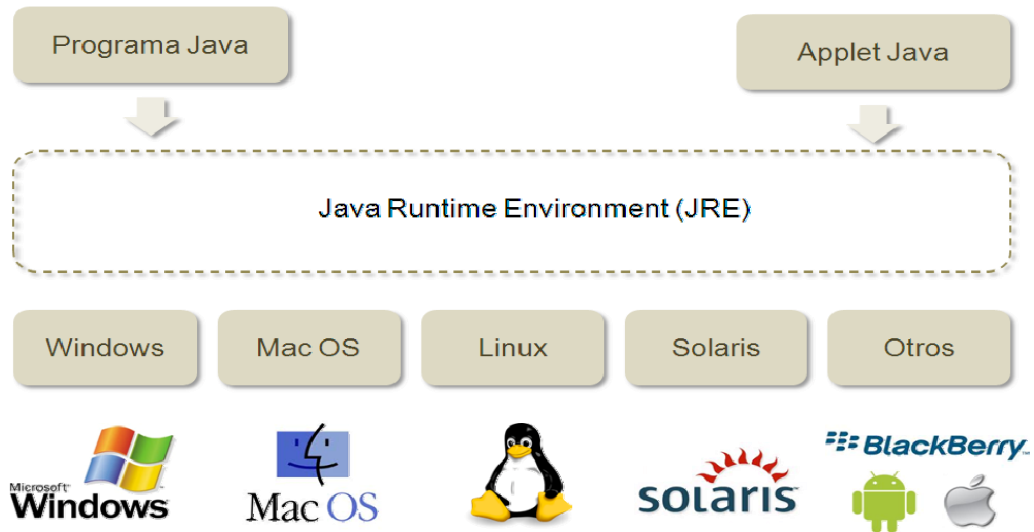 Programa Java
Applet Java
Java Runtime Environment (JRE)
Windows
Mac OS
Linux
Solaris
Otros
Microsoft
Windows
Mac OS
solaris
BlackBerry